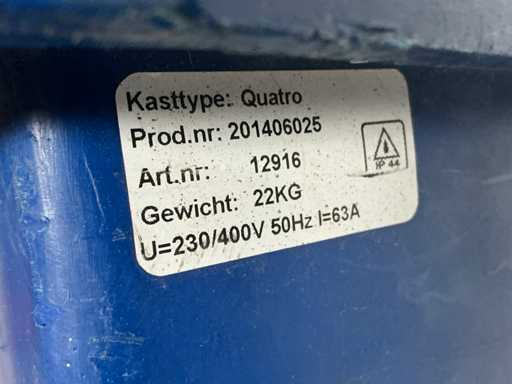 Kasttype: Quatro
Prod.nr: 201406025
Art.nr: 12916
Gewicht: 22KG
U=230/400V 50Hz I=63A
IP 44